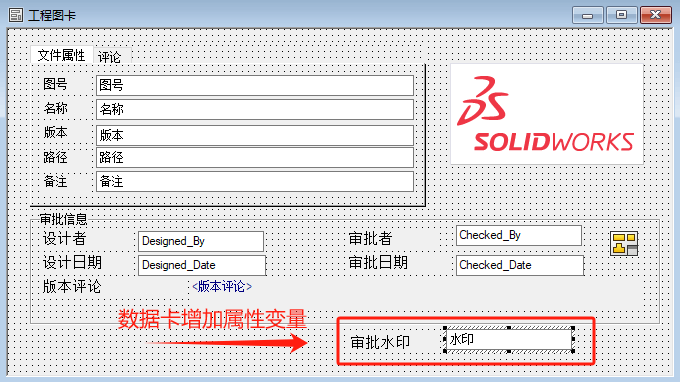 工程图卡
文件属性 评论
图号 图号
名称 名称
版本 版本
路径 路径
备注 备注
SOLIDWORKS
审批信息
设计者 Designed_By 审批者 Checked_By
设计日期 Designed_Date 审批日期 Checked_Date
版本评论 <版本评论>
数据卡增加属性变量
审批水印 水印